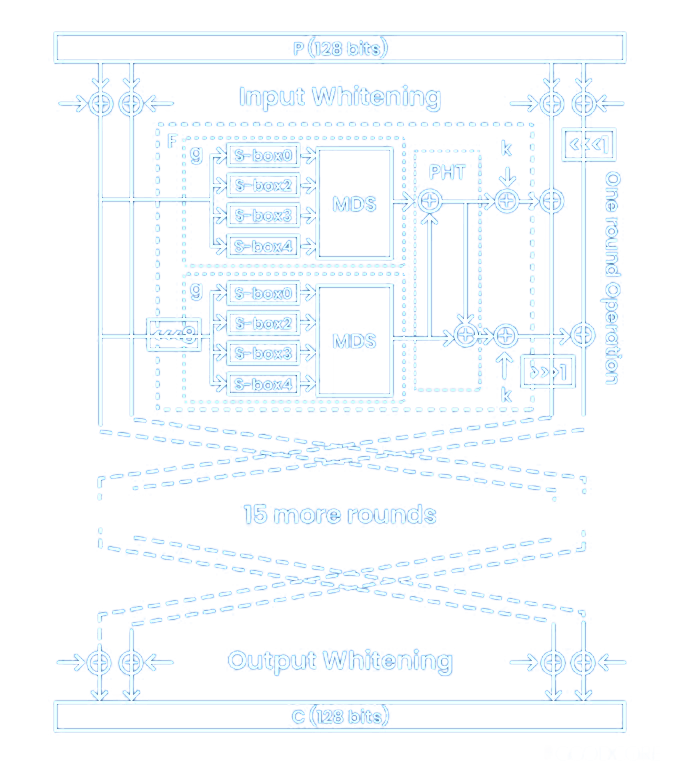 P (128 bits)
Input Whitening
<<<1
F
g
S-box0
S-box2
S-box3
S-box4
MDS
PHT
k
One round Operation
g
<<<8
S-box0
S-box2
S-box3
S-box4
MDS
k
>>>1
15 more rounds
Output Whitening
C (128 bits)